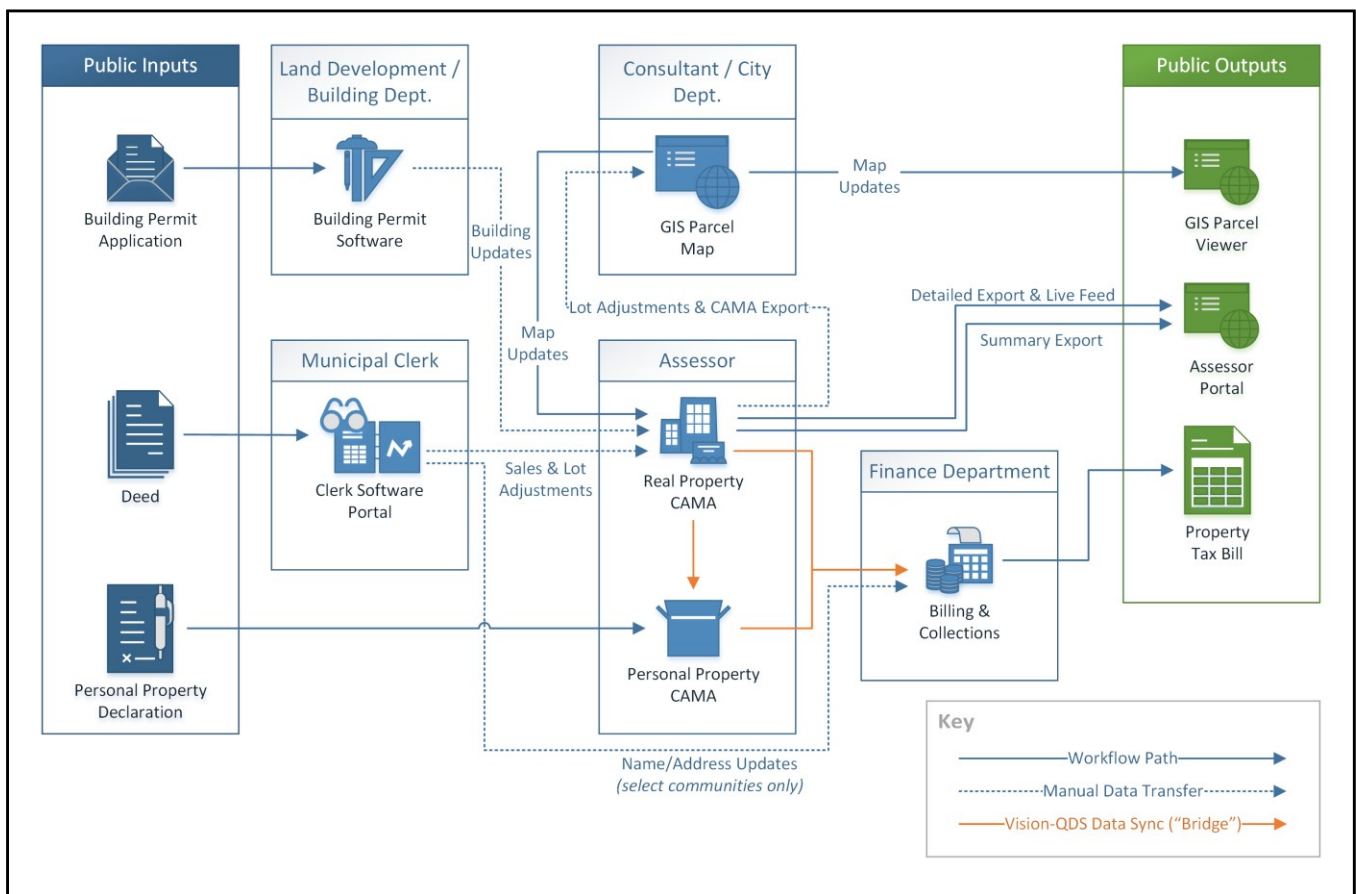 Public Inputs
Building Permit
Application
Deed
Personal Property
Declaration
Land Development /
Building Dept.
Building Permit
Software
Municipal Clerk
Clerk Software
Portal
Building
Updates
Map
Updates
Sales & Lot
Adjustments
Consultant / City
Dept.
GIS Parcel
Map
Lot Adjustments & CAMA Export
Assessor
Real Property
CAMA
Personal Property
CAMA
Name/Address Updates
(select communities only)
Map
Updates
Detailed Export & Live Feed
Summary Export
Finance Department
Billing &
Collections
Public Outputs
GIS Parcel
Viewer
Assessor
Portal
Property
Tax Bill
Key
Workflow Path
Manual Data Transfer
Vision-QDS Data Sync (“Bridge”)